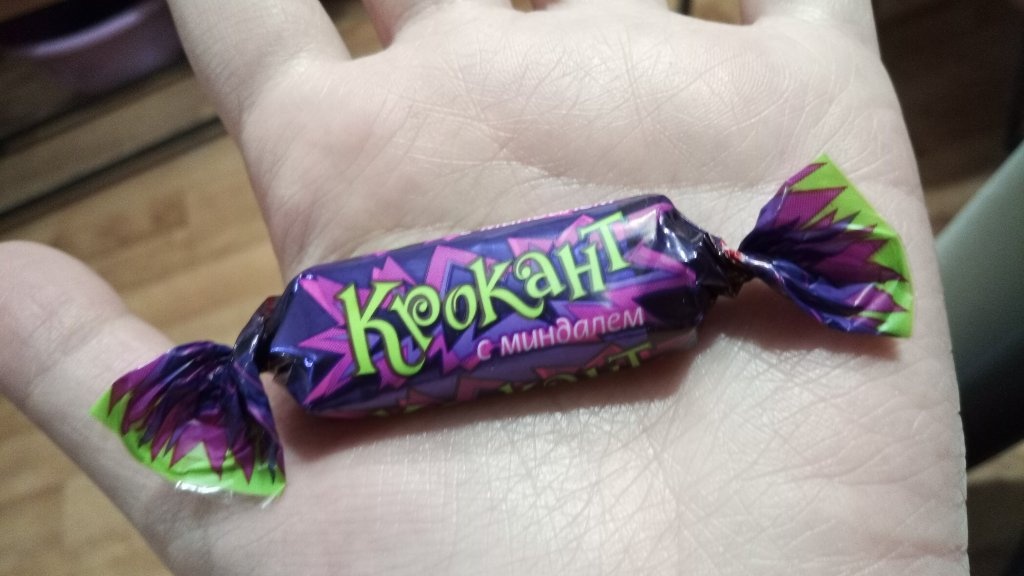 Крокант
с миндалем